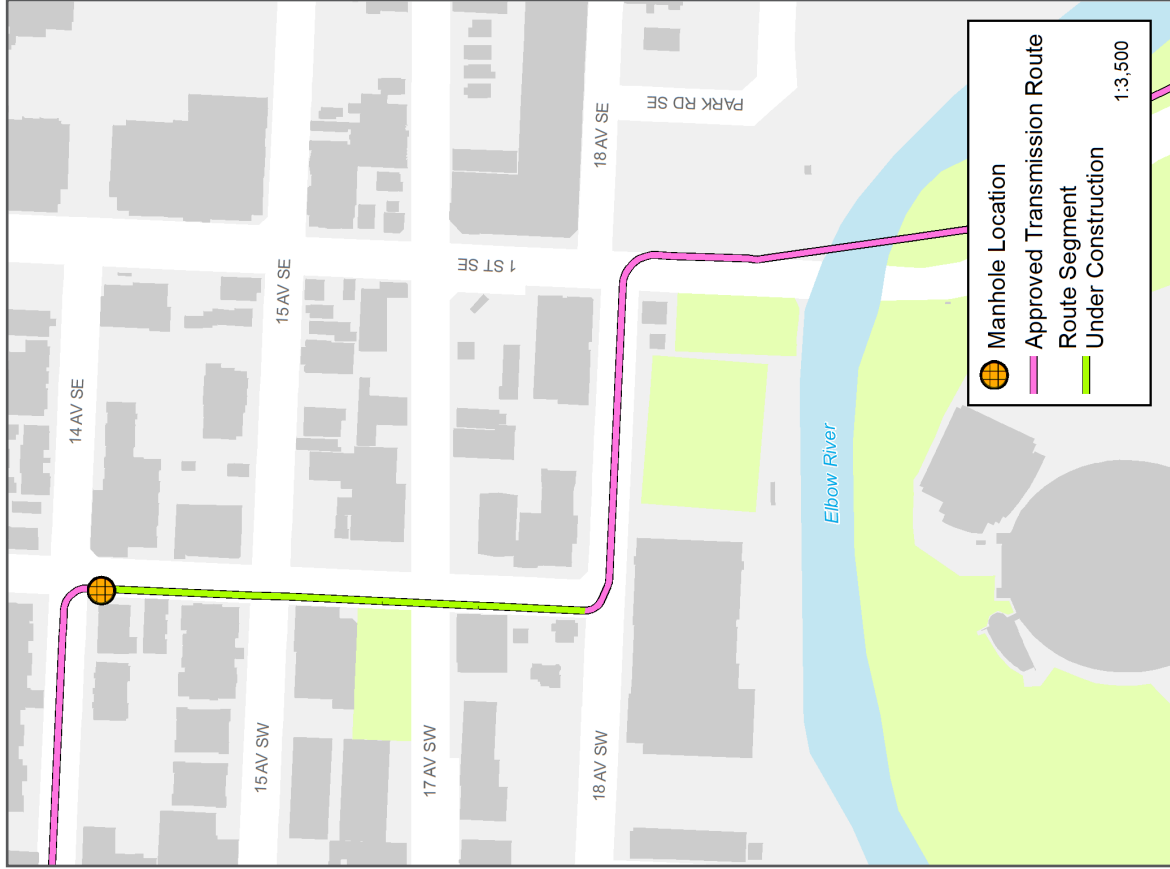 14 AV SE
15 AV SE
18 AV SE
PARK RD SE
1 ST SE
15 AV SW
17 AV SW
18 AV SW
Elbow River
Manhole Location
Approved Transmission Route
Route Segment
Under Construction
1:3,500